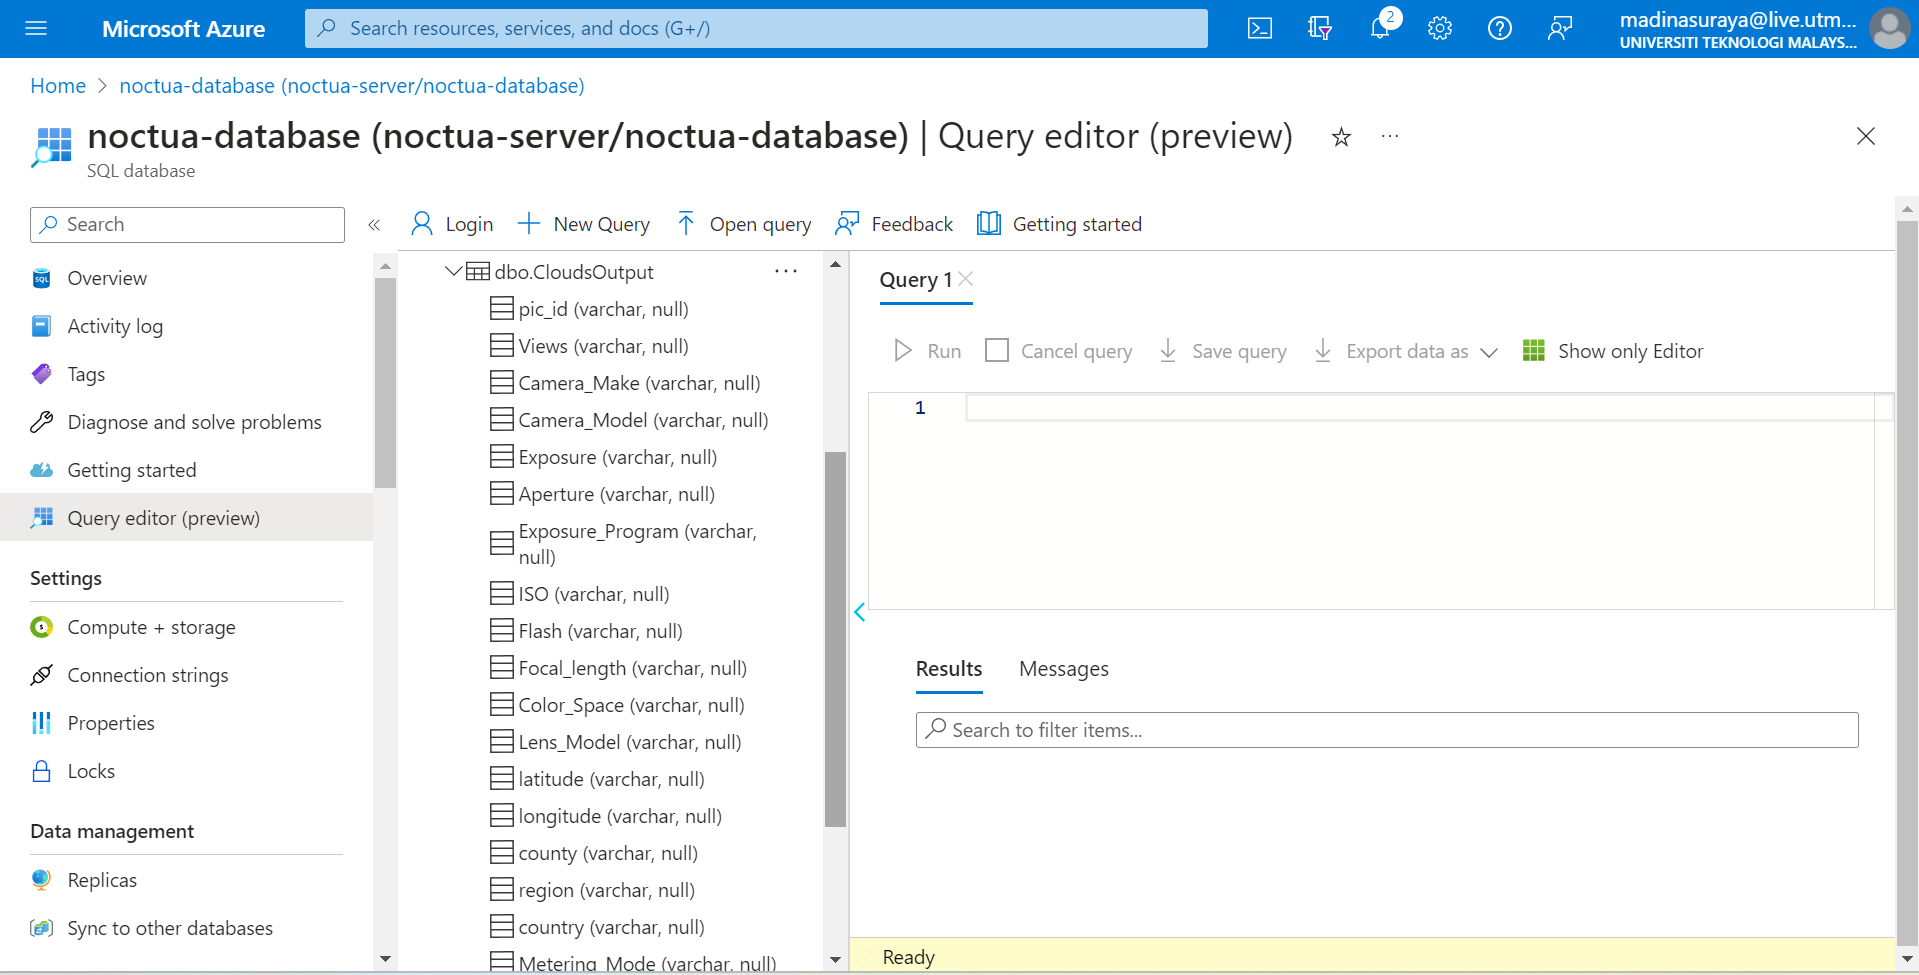 Microsoft Azure
Search resources, services, and docs (G+/)
2
madinasuraya@live.utm...
UNIVERSITI TEKNOLOGI MALAYS...
Home > noctua-database (noctua-server/noctua-database)
noctua-database (noctua-server/noctua-database) | Query editor (preview)
...
SQL database
Search
«
Overview
Activity log
Tags
Diagnose and solve problems
Getting started
Query editor (preview)
Settings
Compute + storage
Connection strings
Properties
Locks
Data management
Replicas
Sync to other databases
Login
New Query
Open query
Feedback
Getting started
dbo.CloudsOutput
...
pic_id (varchar, null)
Views (varchar, null)
Camera_Make (varchar, null)
Camera_Model (varchar, null)
Exposure (varchar, null)
Aperture (varchar, null)
Exposure_Program (varchar,
null)
ISO (varchar, null)
Flash (varchar, null)
Focal_length (varchar, null)
Color_Space (varchar, null)
Lens_Model (varchar, null)
latitude (varchar, null)
longitude (varchar, null)
county (varchar, null)
region (varchar, null)
country (varchar, null)
Metering_Mode (varchar, null)
Query 1
Run
Cancel query
Save query
Export data as
Show only Editor
1
Results
Messages
Search to filter items...
Ready